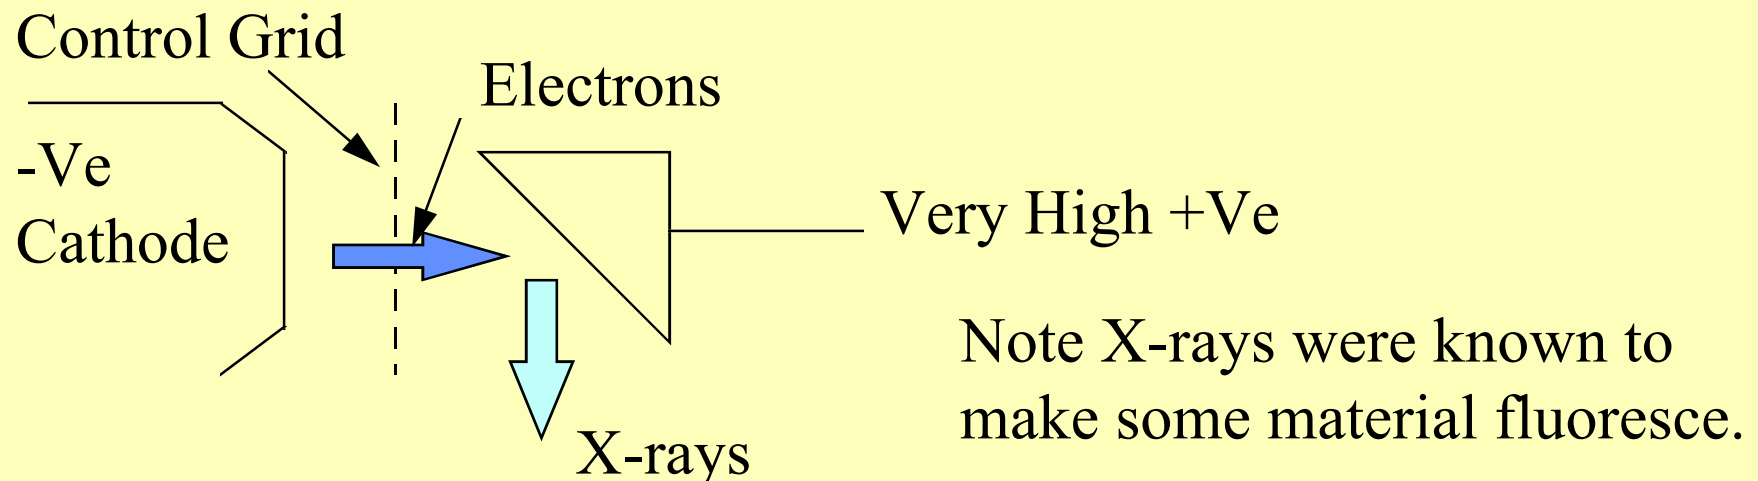 Control Grid
Electrons
-Ve
Cathode
Very High +Ve
Note X-rays were known to
make some material fluoresce.
X-rays